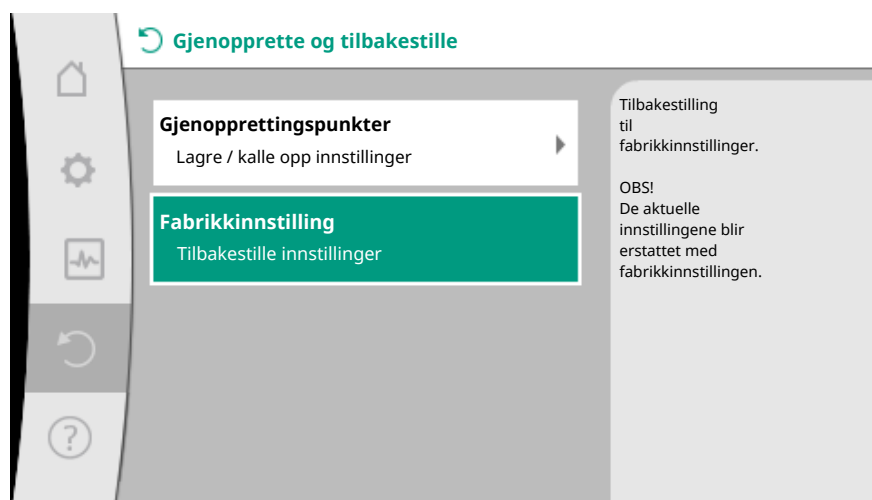 Gjenopprette og tilbakestille
Gjenopprettingspunkter
Lagre / kalle opp innstillinger
Fabrikkinnstilling
Tilbakestille innstillinger
Tilbakestilling
til
fabrikkinnstillinger.
OBS!
De aktuelle
innstillingene blir
erstattet med
fabrikkinnstillingen.
?